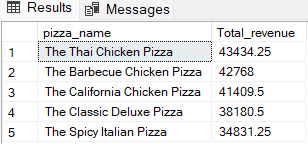 Results Messages
pizza_name Total_revenue
1 The Thai Chicken Pizza 43434.25
2 The Barbecue Chicken Pizza 42768
3 The California Chicken Pizza 41409.5
4 The Classic Deluxe Pizza 38180.5
5 The Spicy Italian Pizza 34831.25